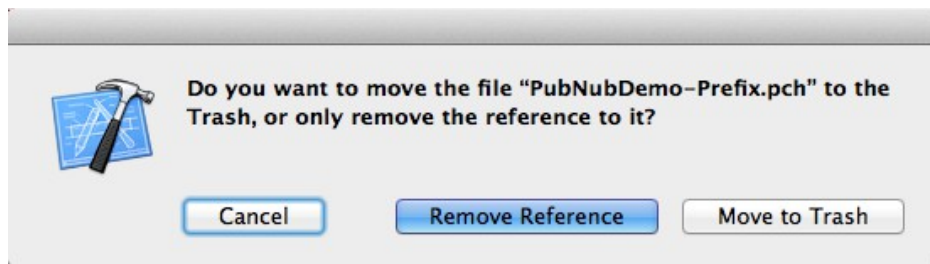 Do you want to move the file “PubNubDemo-Prefix.pch” to the
Trash, or only remove the reference to it?
Cancel Remove Reference Move to Trash